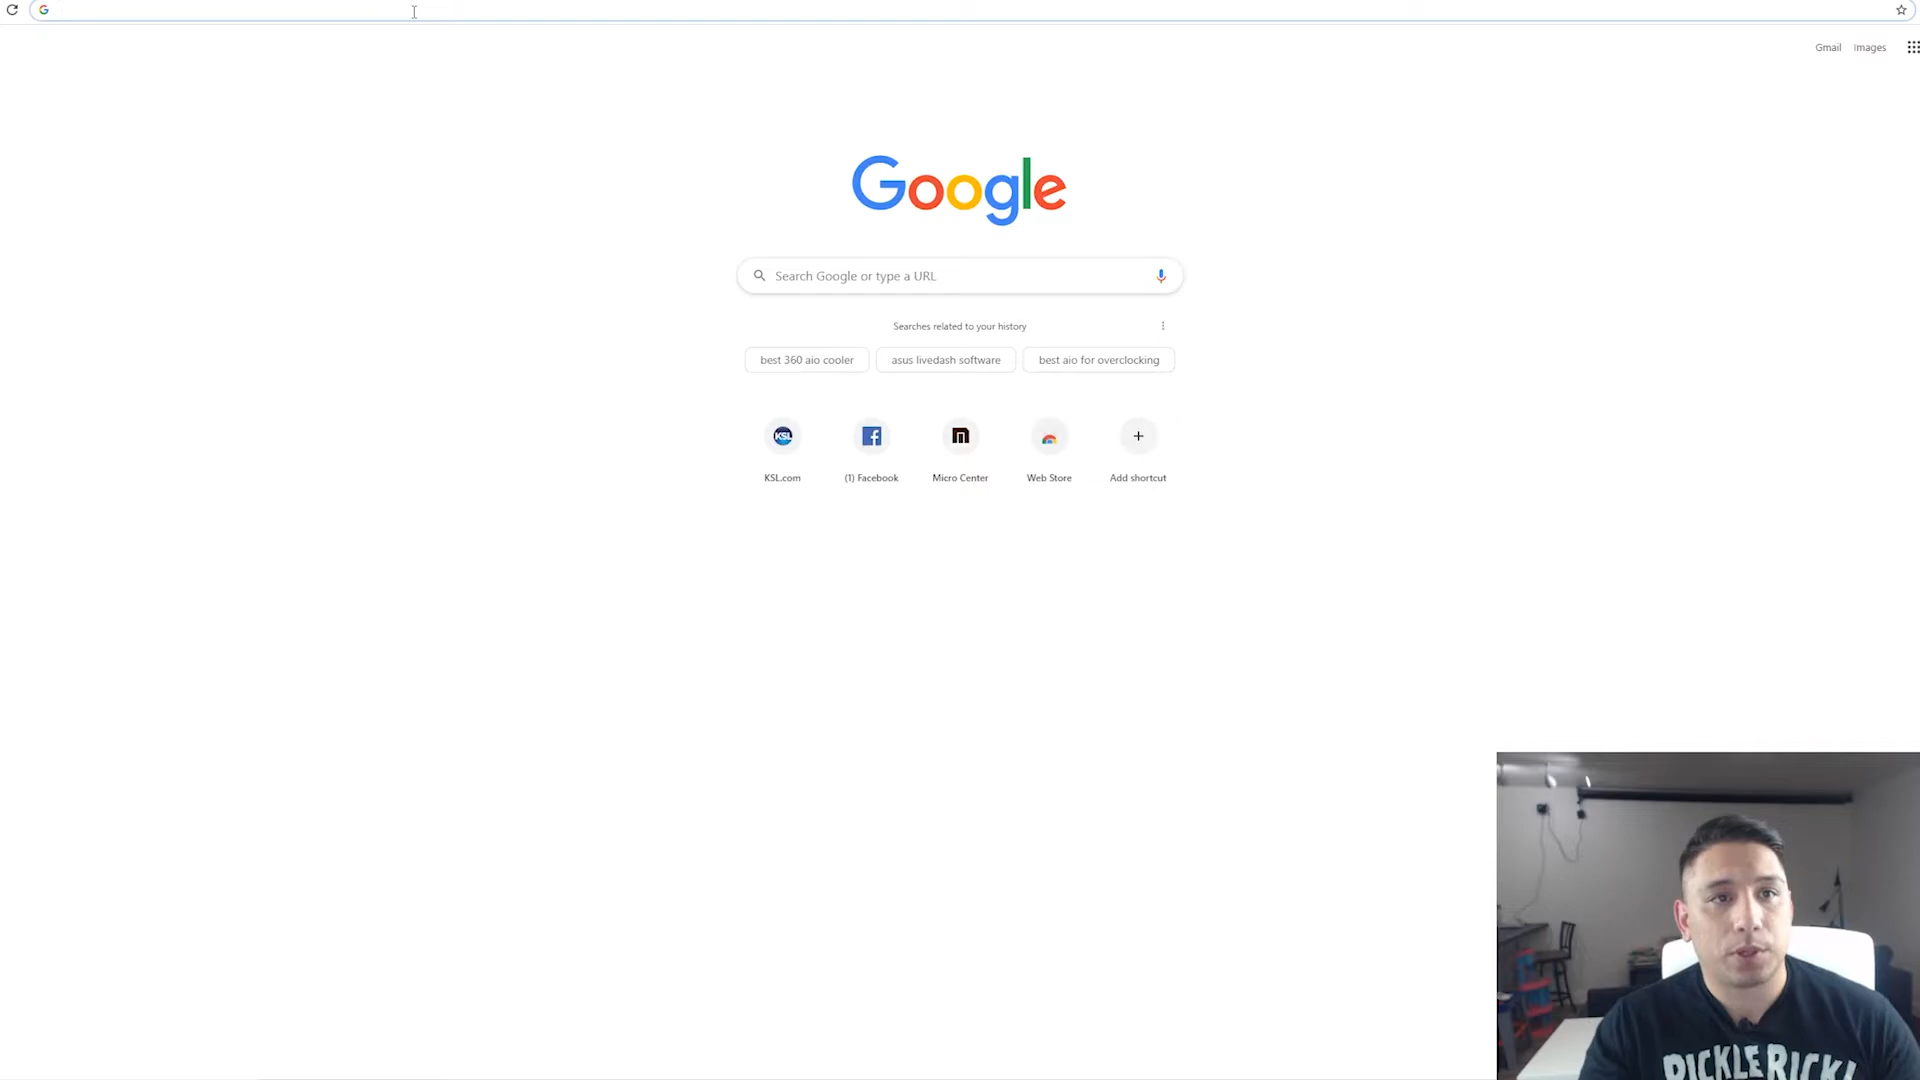 Gmail Images
Google
Search Google or type a URL
Searches related to your history
best 360 aio cooler asus livedash software best aio for overclocking
KSL
KSL.com (1) Facebook Micro Center Web Store Add shortcut
PICKLE RICK!